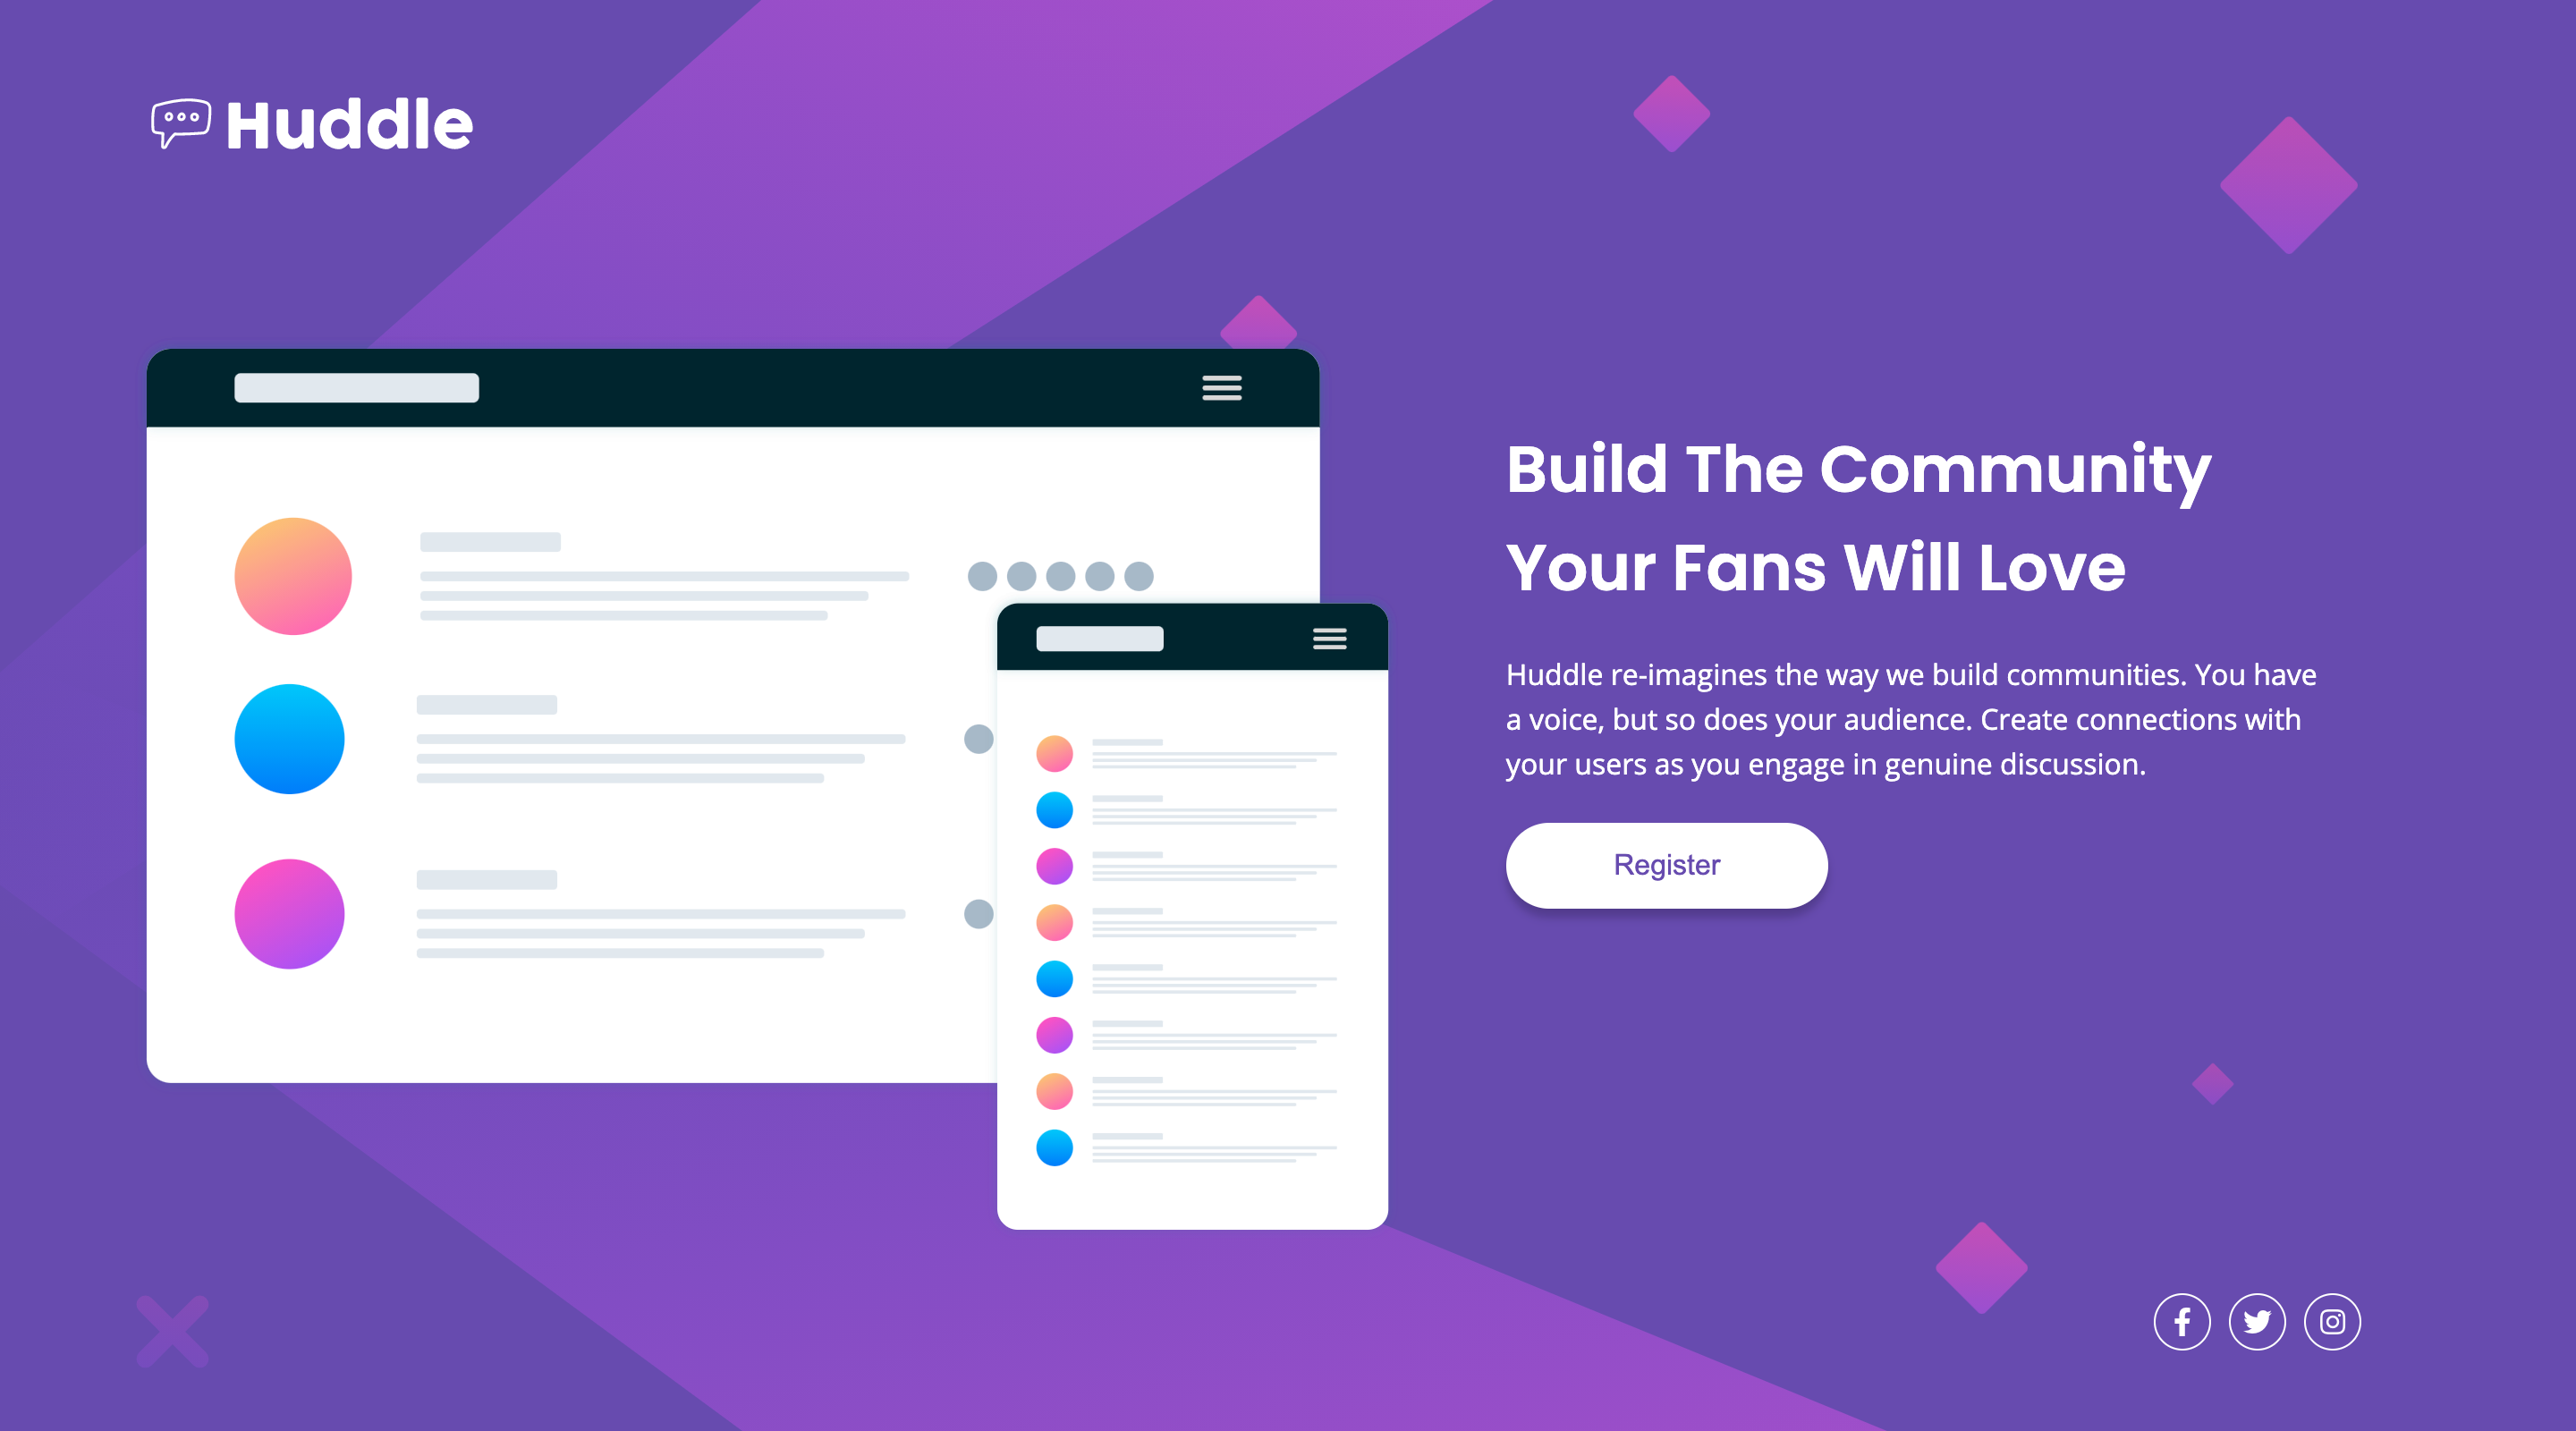 Huddle
Build The Community
Your Fans Will Love
Huddle re-imagines the way we build communities. You have
a voice, but so does your audience. Create connections with
your users as you engage in genuine discussion.
Register